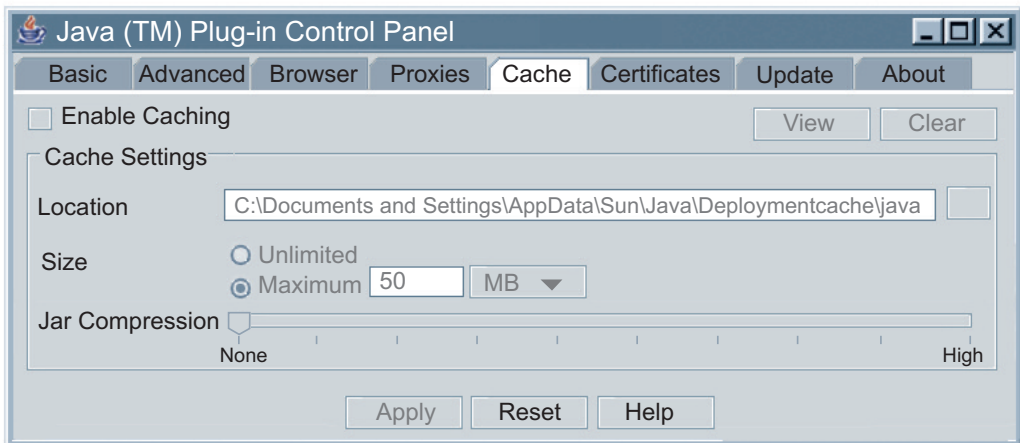 Java (TM) Plug-in Control Panel
Basic Advanced Browser Proxies Cache Certificates Update About
Enable Caching View Clear
Cache Settings
Location C:\Documents and Settings\AppData\Sun\Java\Deploymentcache\java
Size Unlimited
Maximum 50 MB
Jar Compression
None High
Apply Reset Help